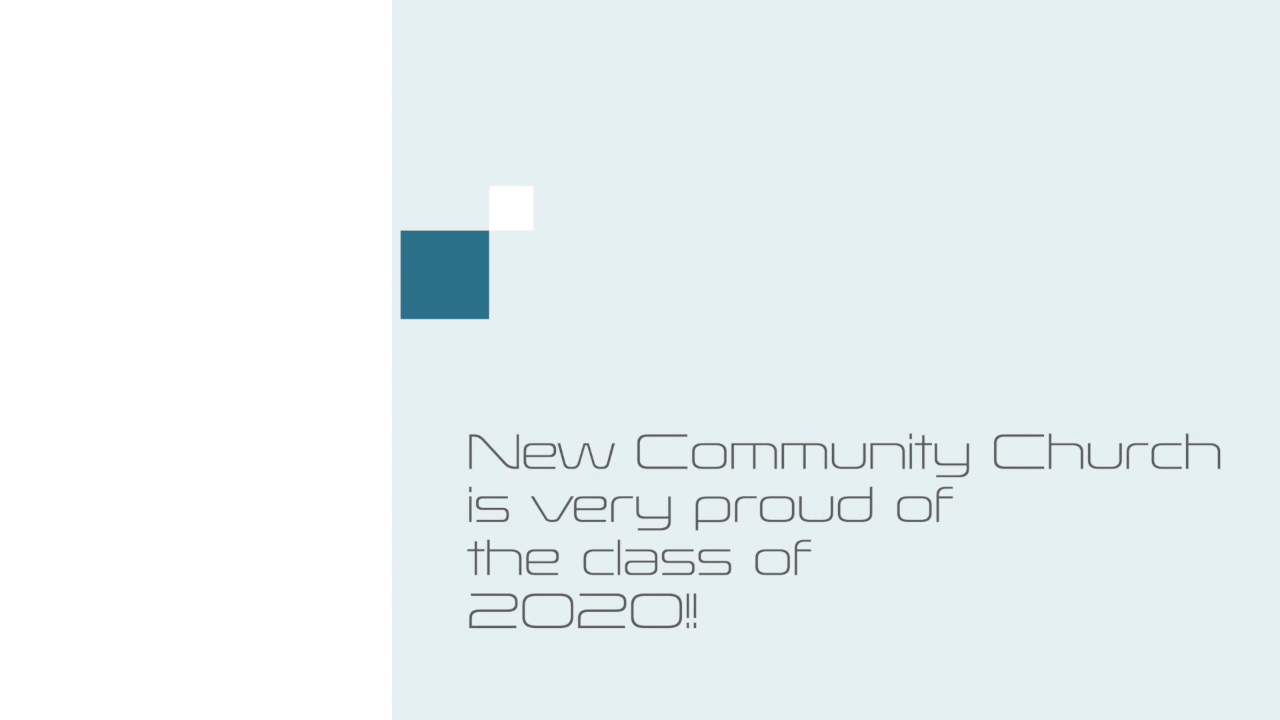 New Community Church
is very proud of
the class of
2020!!